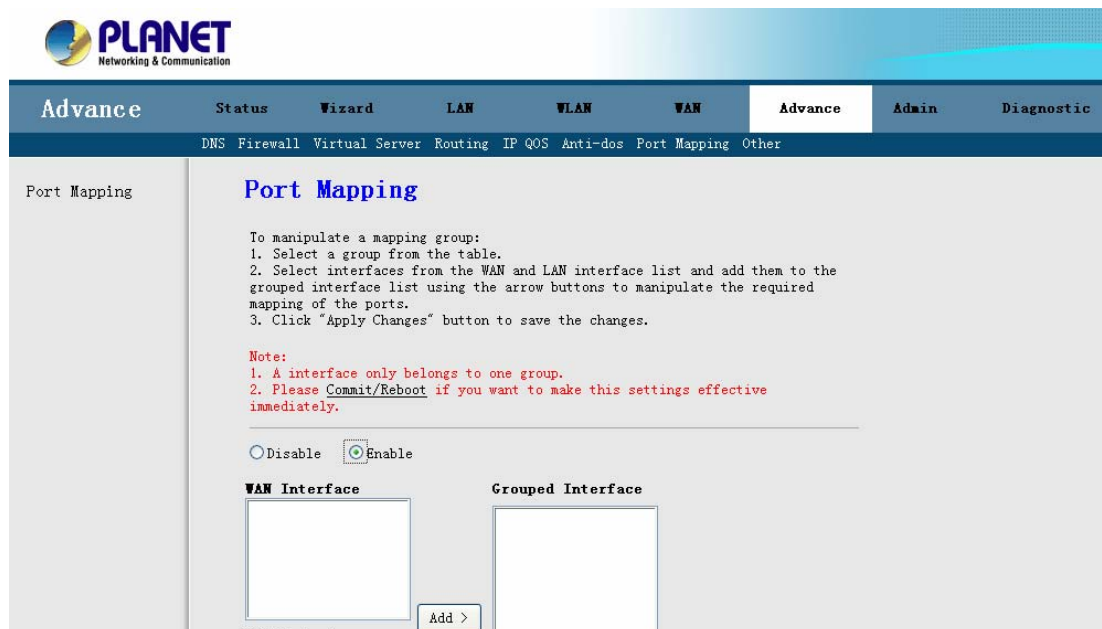 PLANET
Networking & Communication
Advance
Status Wizard LAN WLAN WAN Advance Admin Diagnostic
DNS Firewall Virtual Server Routing IP QOS Anti-dos Port Mapping Other
Port Mapping
Port Mapping
To manipulate a mapping group:
1. Select a group from the table.
2. Select interfaces from the WAN and LAN interface list and add them to the
grouped interface list using the arrow buttons to manipulate the required
mapping of the ports.
3. Click "Apply Changes" button to save the changes.
Note:
1. A interface only belongs to one group.
2. Please Commit/Reboot if you want to make this settings effective
immediately.
Disable Enable
WAN Interface Grouped Interface
Add >